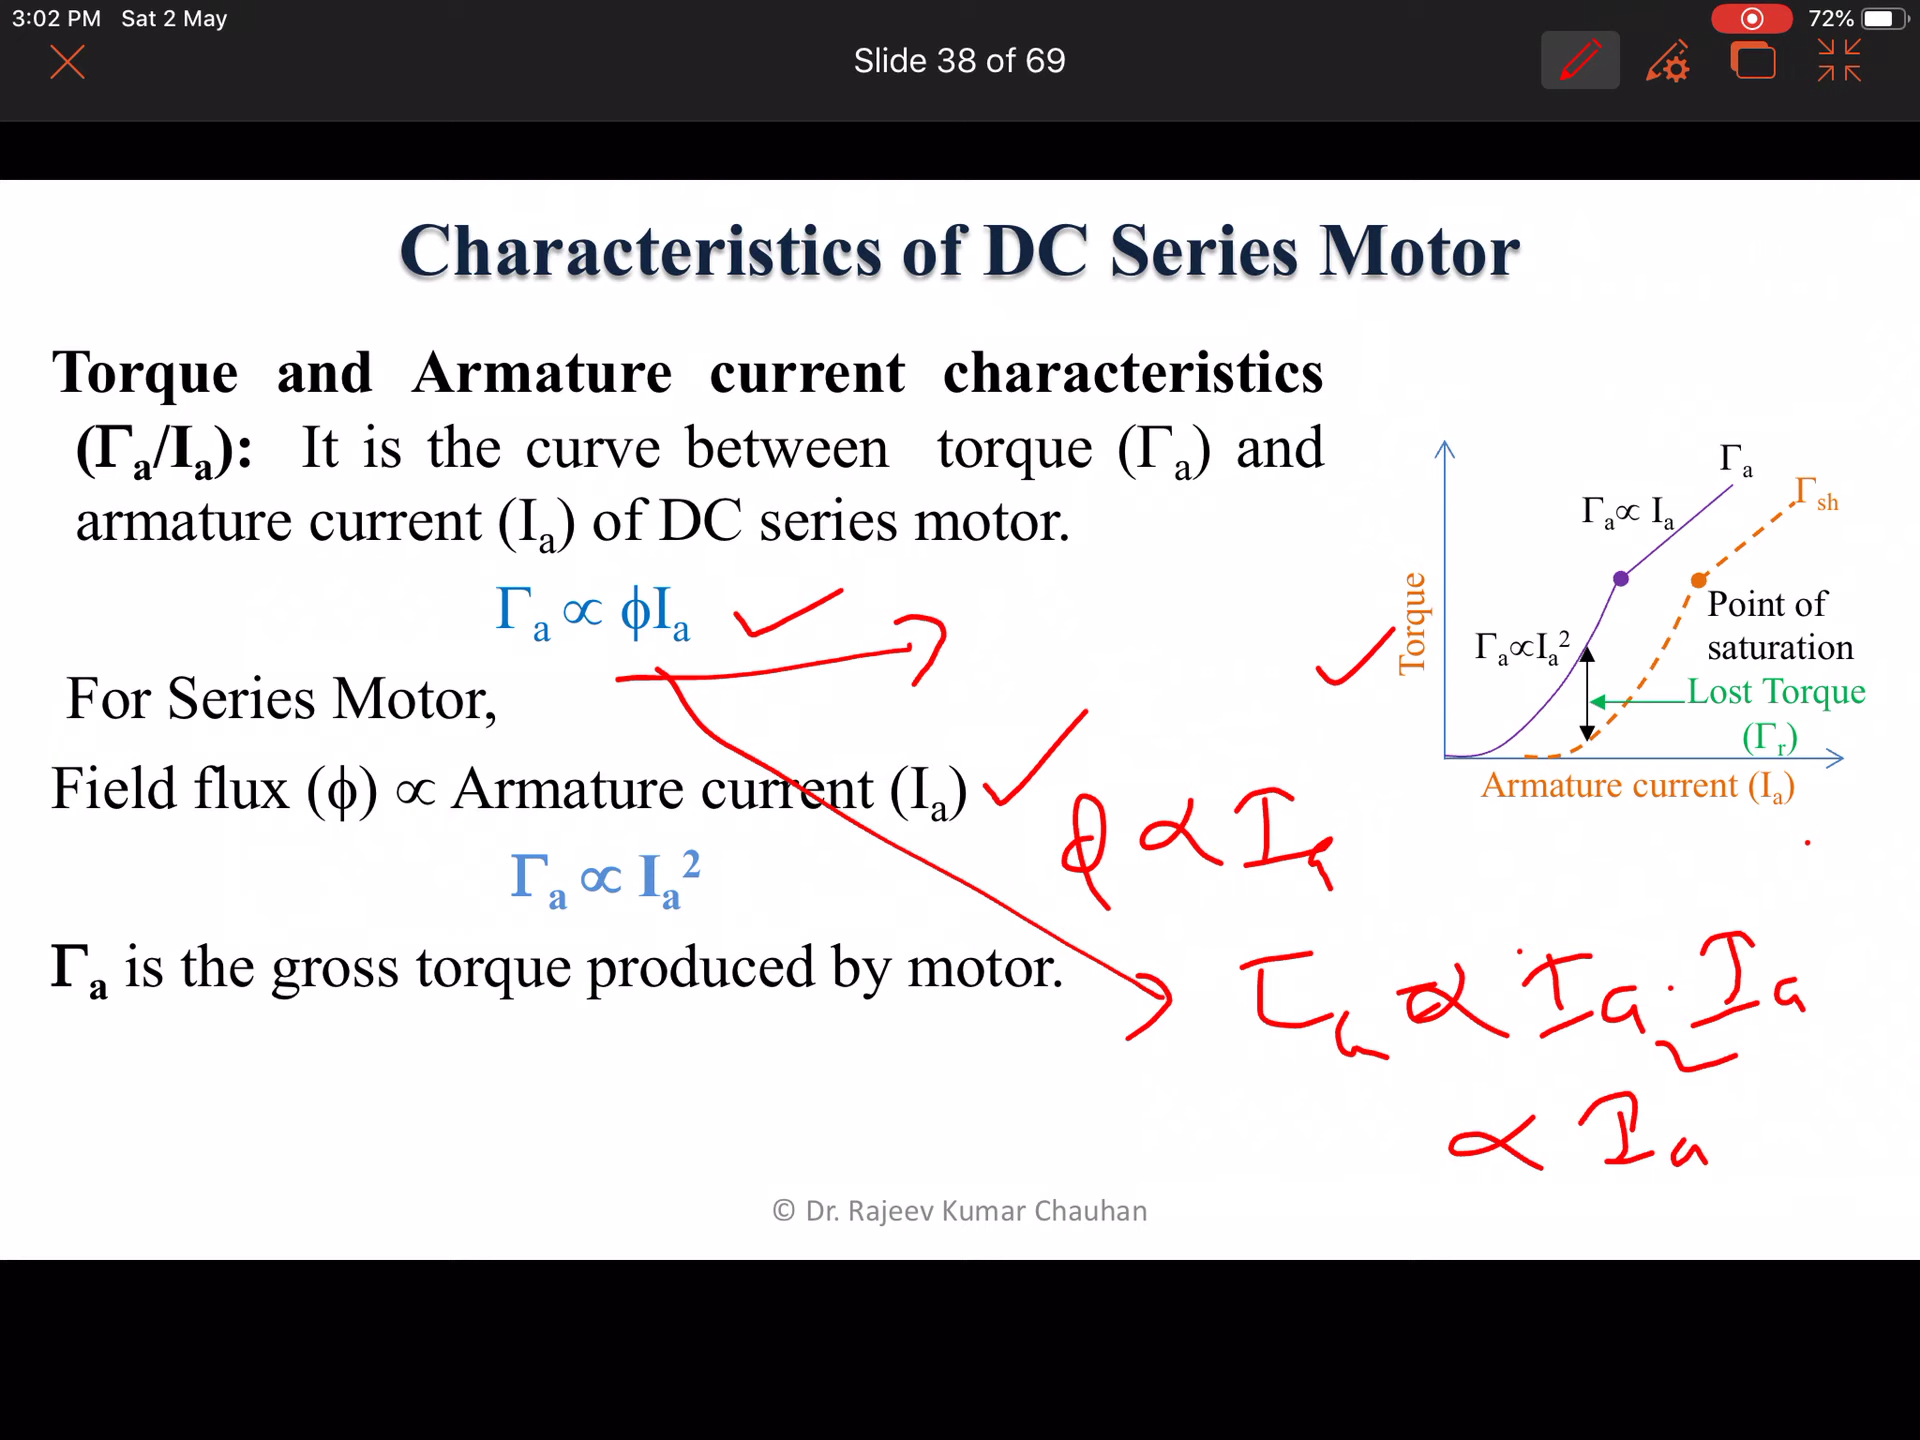 3:02 PM Sat 2 May
72%
Slide 38 of 69
Characteristics of DC Series Motor
Torque and Armature current characteristics
(Γa/Ia): It is the curve between torque (Γa) and
armature current (Ia) of DC series motor.
Γa ∝ ϕIa
For Series Motor,
Field flux (ϕ) ∝ Armature current (Ia)
Γa ∝ Ia²
Γa is the gross torque produced by motor.
Γa
Γsh
Γa∝ Ia
Point of
saturation
Γa∝Ia²
Lost Torque
(Γr)
Torque
Armature current (Ia)
ϕ ∝ Ia
τa ∝ Ia . Ia
∝ Ia
© Dr. Rajeev Kumar Chauhan